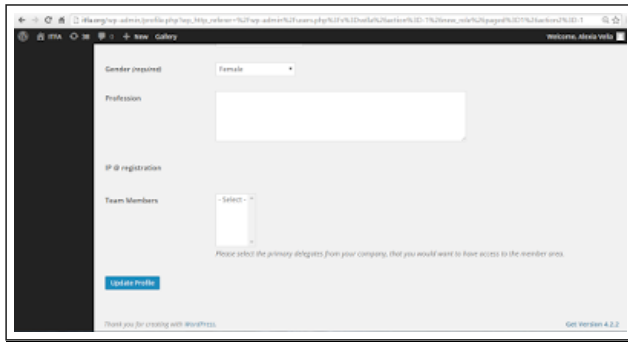 Gallery
Welcome, Alexia Vella
Gender (required)
Female
Profession
IP @ registration
Team Members
- Select -
Please select the primary delegates from your company, that you would want to have access to the member area.
Update Profile
Thank you for creating with WordPress.
Get Version 4.2.2